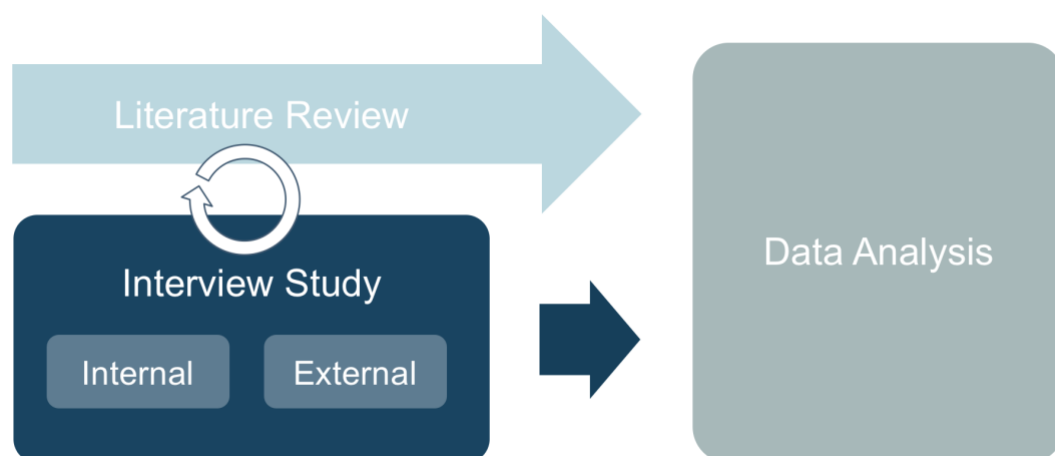 Literature Review
Interview Study
Internal
External
Data Analysis